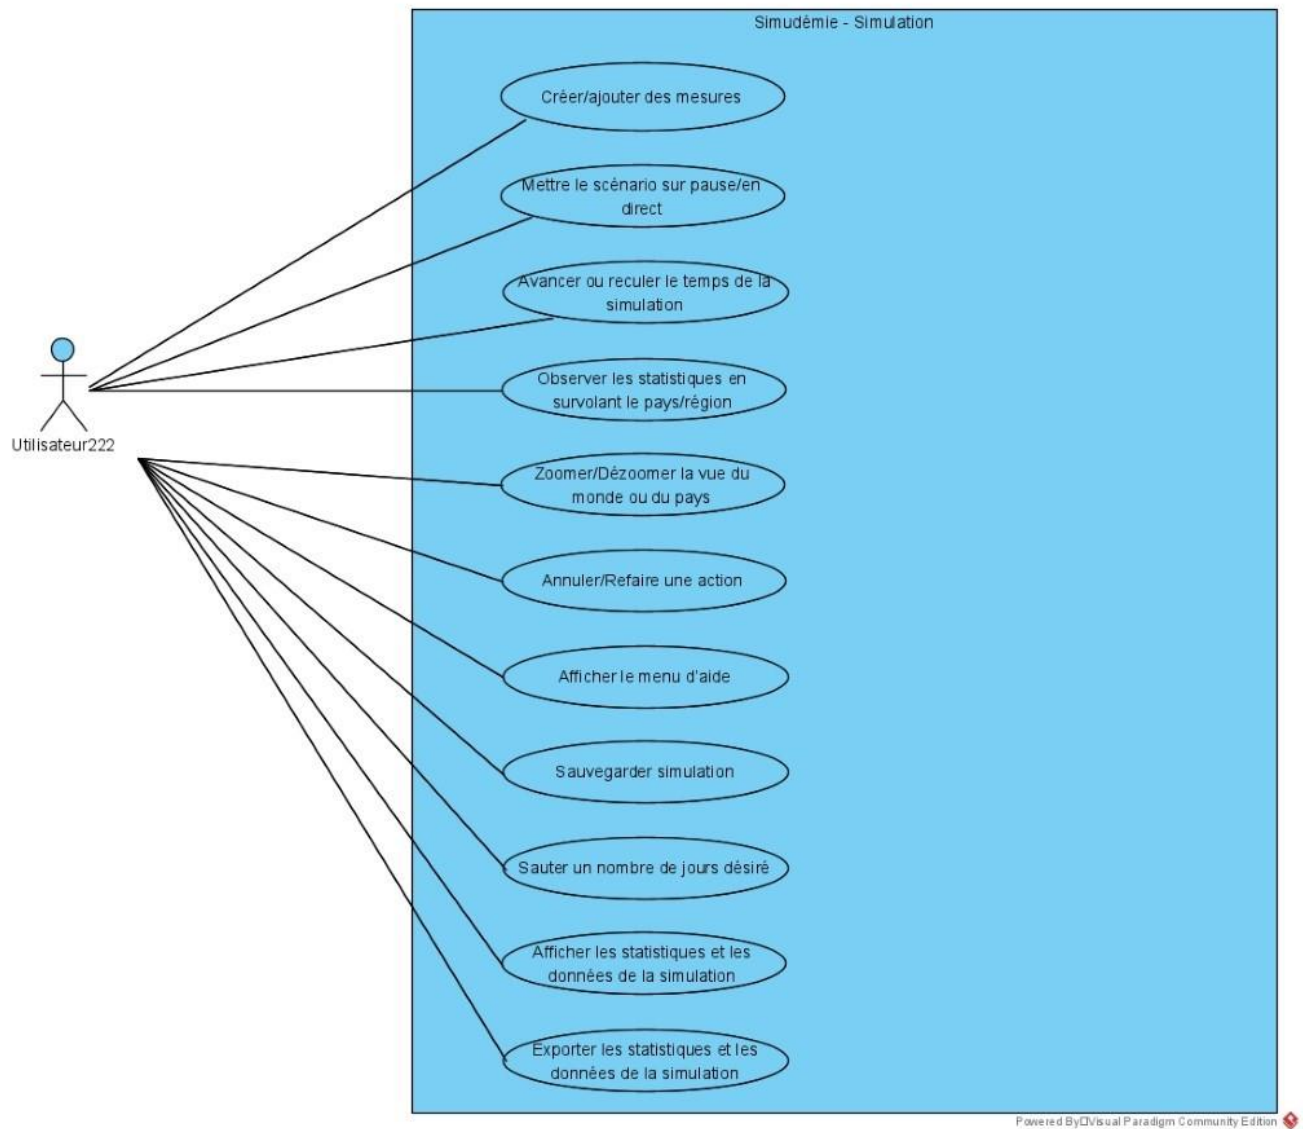 Simudémie - Simulation
Créer/ajouter des mesures
Mettre le scénario sur pause/en
direct
Avancer ou reculer le temps de la
simulation
Observer les statistiques en
survolant le pays/région
Utilisateur222
Zoomer/Dézoomer la vue du
monde ou du pays
Annuler/Refaire une action
Afficher le menu d'aide
Sauvegarder simulation
Sauter un nombre de jours désiré
Afficher les statistiques et les
données de la simulation
Exporter les statistiques et les
données de la simulation
Powered By□Visual Paradigm Community Edition